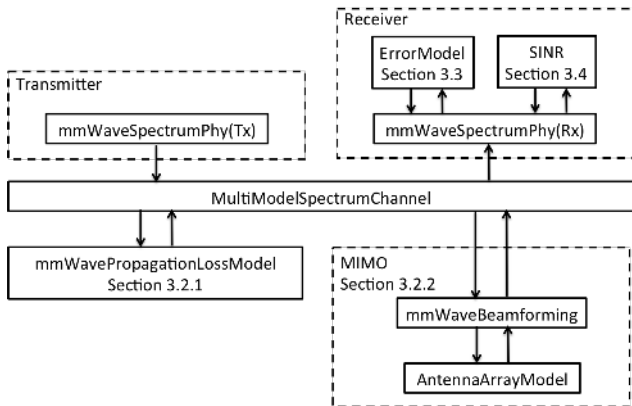 Receiver
ErrorModel
Section 3.3
SINR
Section 3.4
Transmitter
mmWaveSpectrumPhy(Tx)
mmWaveSpectrumPhy(Rx)
MultiModelSpectrumChannel
mmWavePropagationLossModel
Section 3.2.1
MIMO
Section 3.2.2
mmWaveBeamforming
AntennaArrayModel